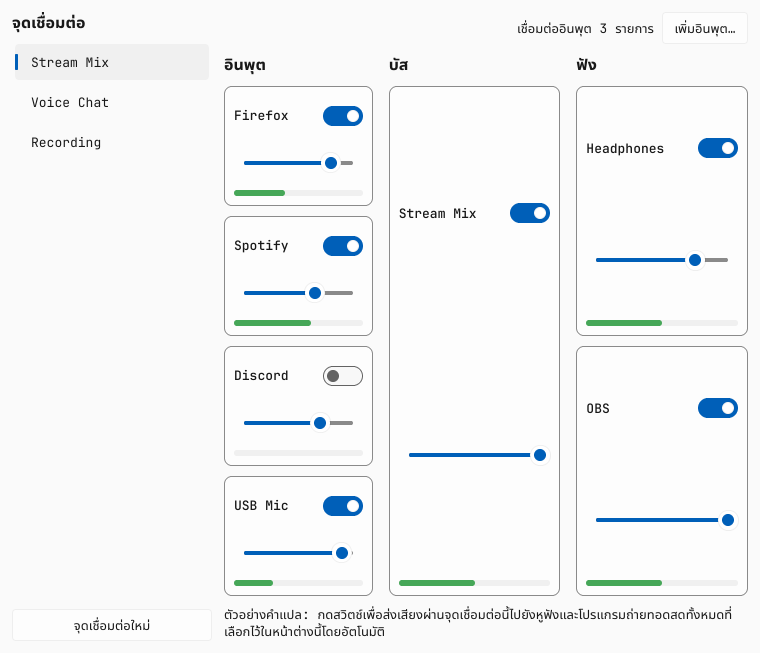 จุดเชื่อมต่อ
เชื่อมต่ออินพุต 3 รายการ
เพิ่มอินพุต…
Stream Mix
Voice Chat
Recording
อินพุต
บัส
ฟัง
Firefox
Spotify
Discord
USB Mic
Stream Mix
Headphones
OBS
จุดเชื่อมต่อใหม่
ตัวอย่างคำแปล: กดสวิตช์เพื่อส่งเสียงผ่านจุดเชื่อมต่อนี้ไปยังหูฟังและโปรแกรมถ่ายทอดสดทั้งหมดที่
เลือกไว้ในหน้าต่างนี้โดยอัตโนมัติ